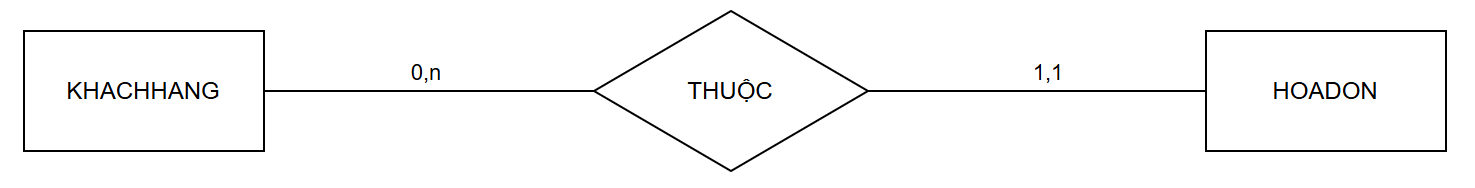 KHACHHANG
0,n
THUỘC
1,1
HOADON